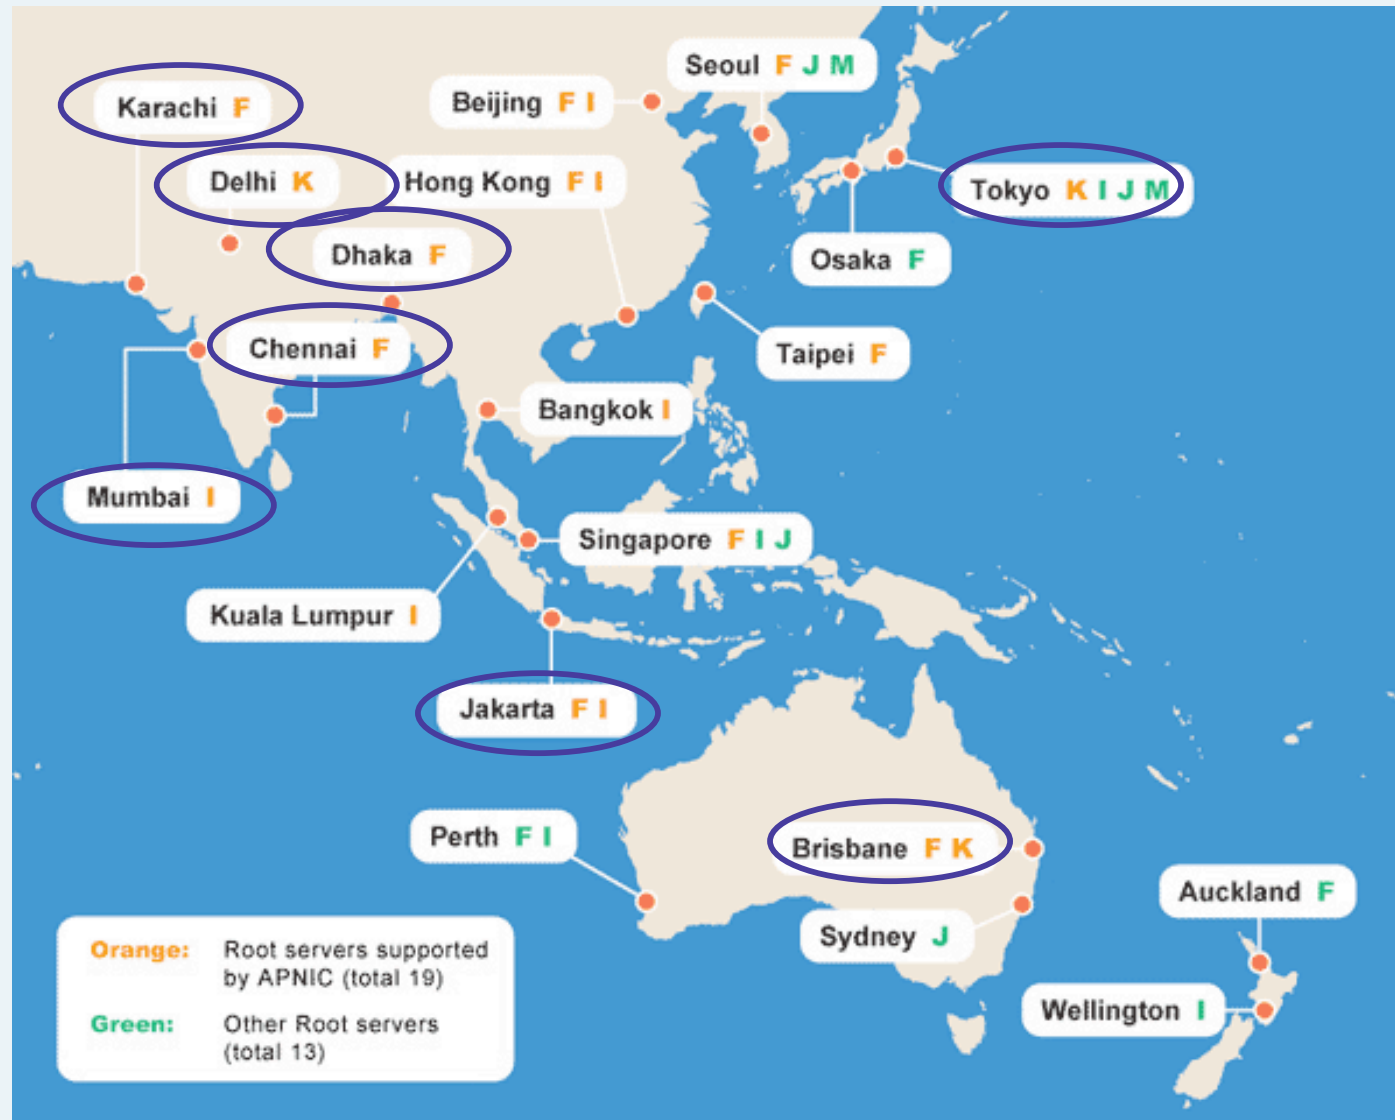 Seoul F J M
Beijing F I
Karachi F
Delhi K
Hong Kong F I
Tokyo K I J M
Dhaka F
Osaka F
Chennai F
Taipei F
Bangkok I
Mumbai I
Singapore F I J
Kuala Lumpur I
Jakarta F I
Perth F I
Brisbane F K
Auckland F
Sydney J
Wellington I
Orange: Root servers supported
by APNIC (total 19)
Green: Other Root servers
(total 13)